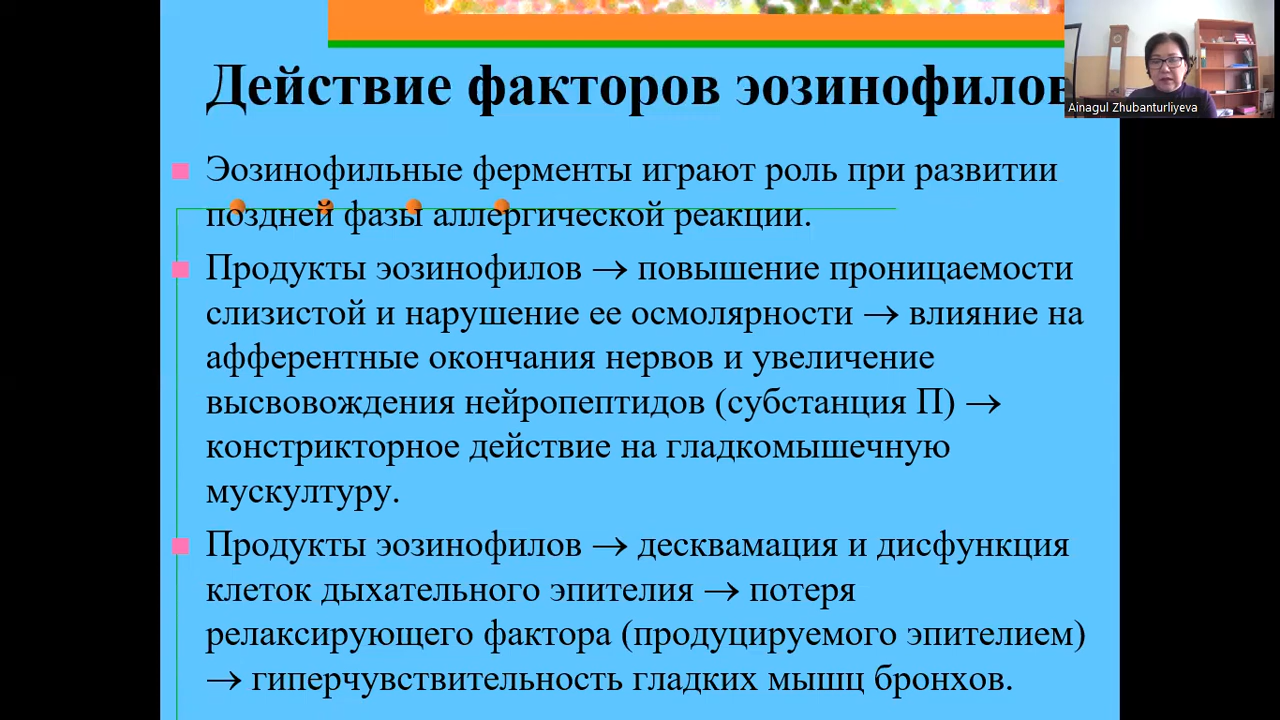 Действие факторов эозинофилов
Ainagul Zhubanturliyeva
Эозинофильные ферменты играют роль при развитии
поздней фазы аллергической реакции.
Продукты эозинофилов → повышение проницаемости
слизистой и нарушение ее осмолярности → влияние на
афферентные окончания нервов и увеличение
высвовождения нейропептидов (субстанция П) →
констрикторное действие на гладкомышечную
мускултуру.
Продукты эозинофилов → десквамация и дисфункция
клеток дыхательного эпителия → потеря
релаксирующего фактора (продуцируемого эпителием)
→ гиперчувствительность гладких мышц бронхов.